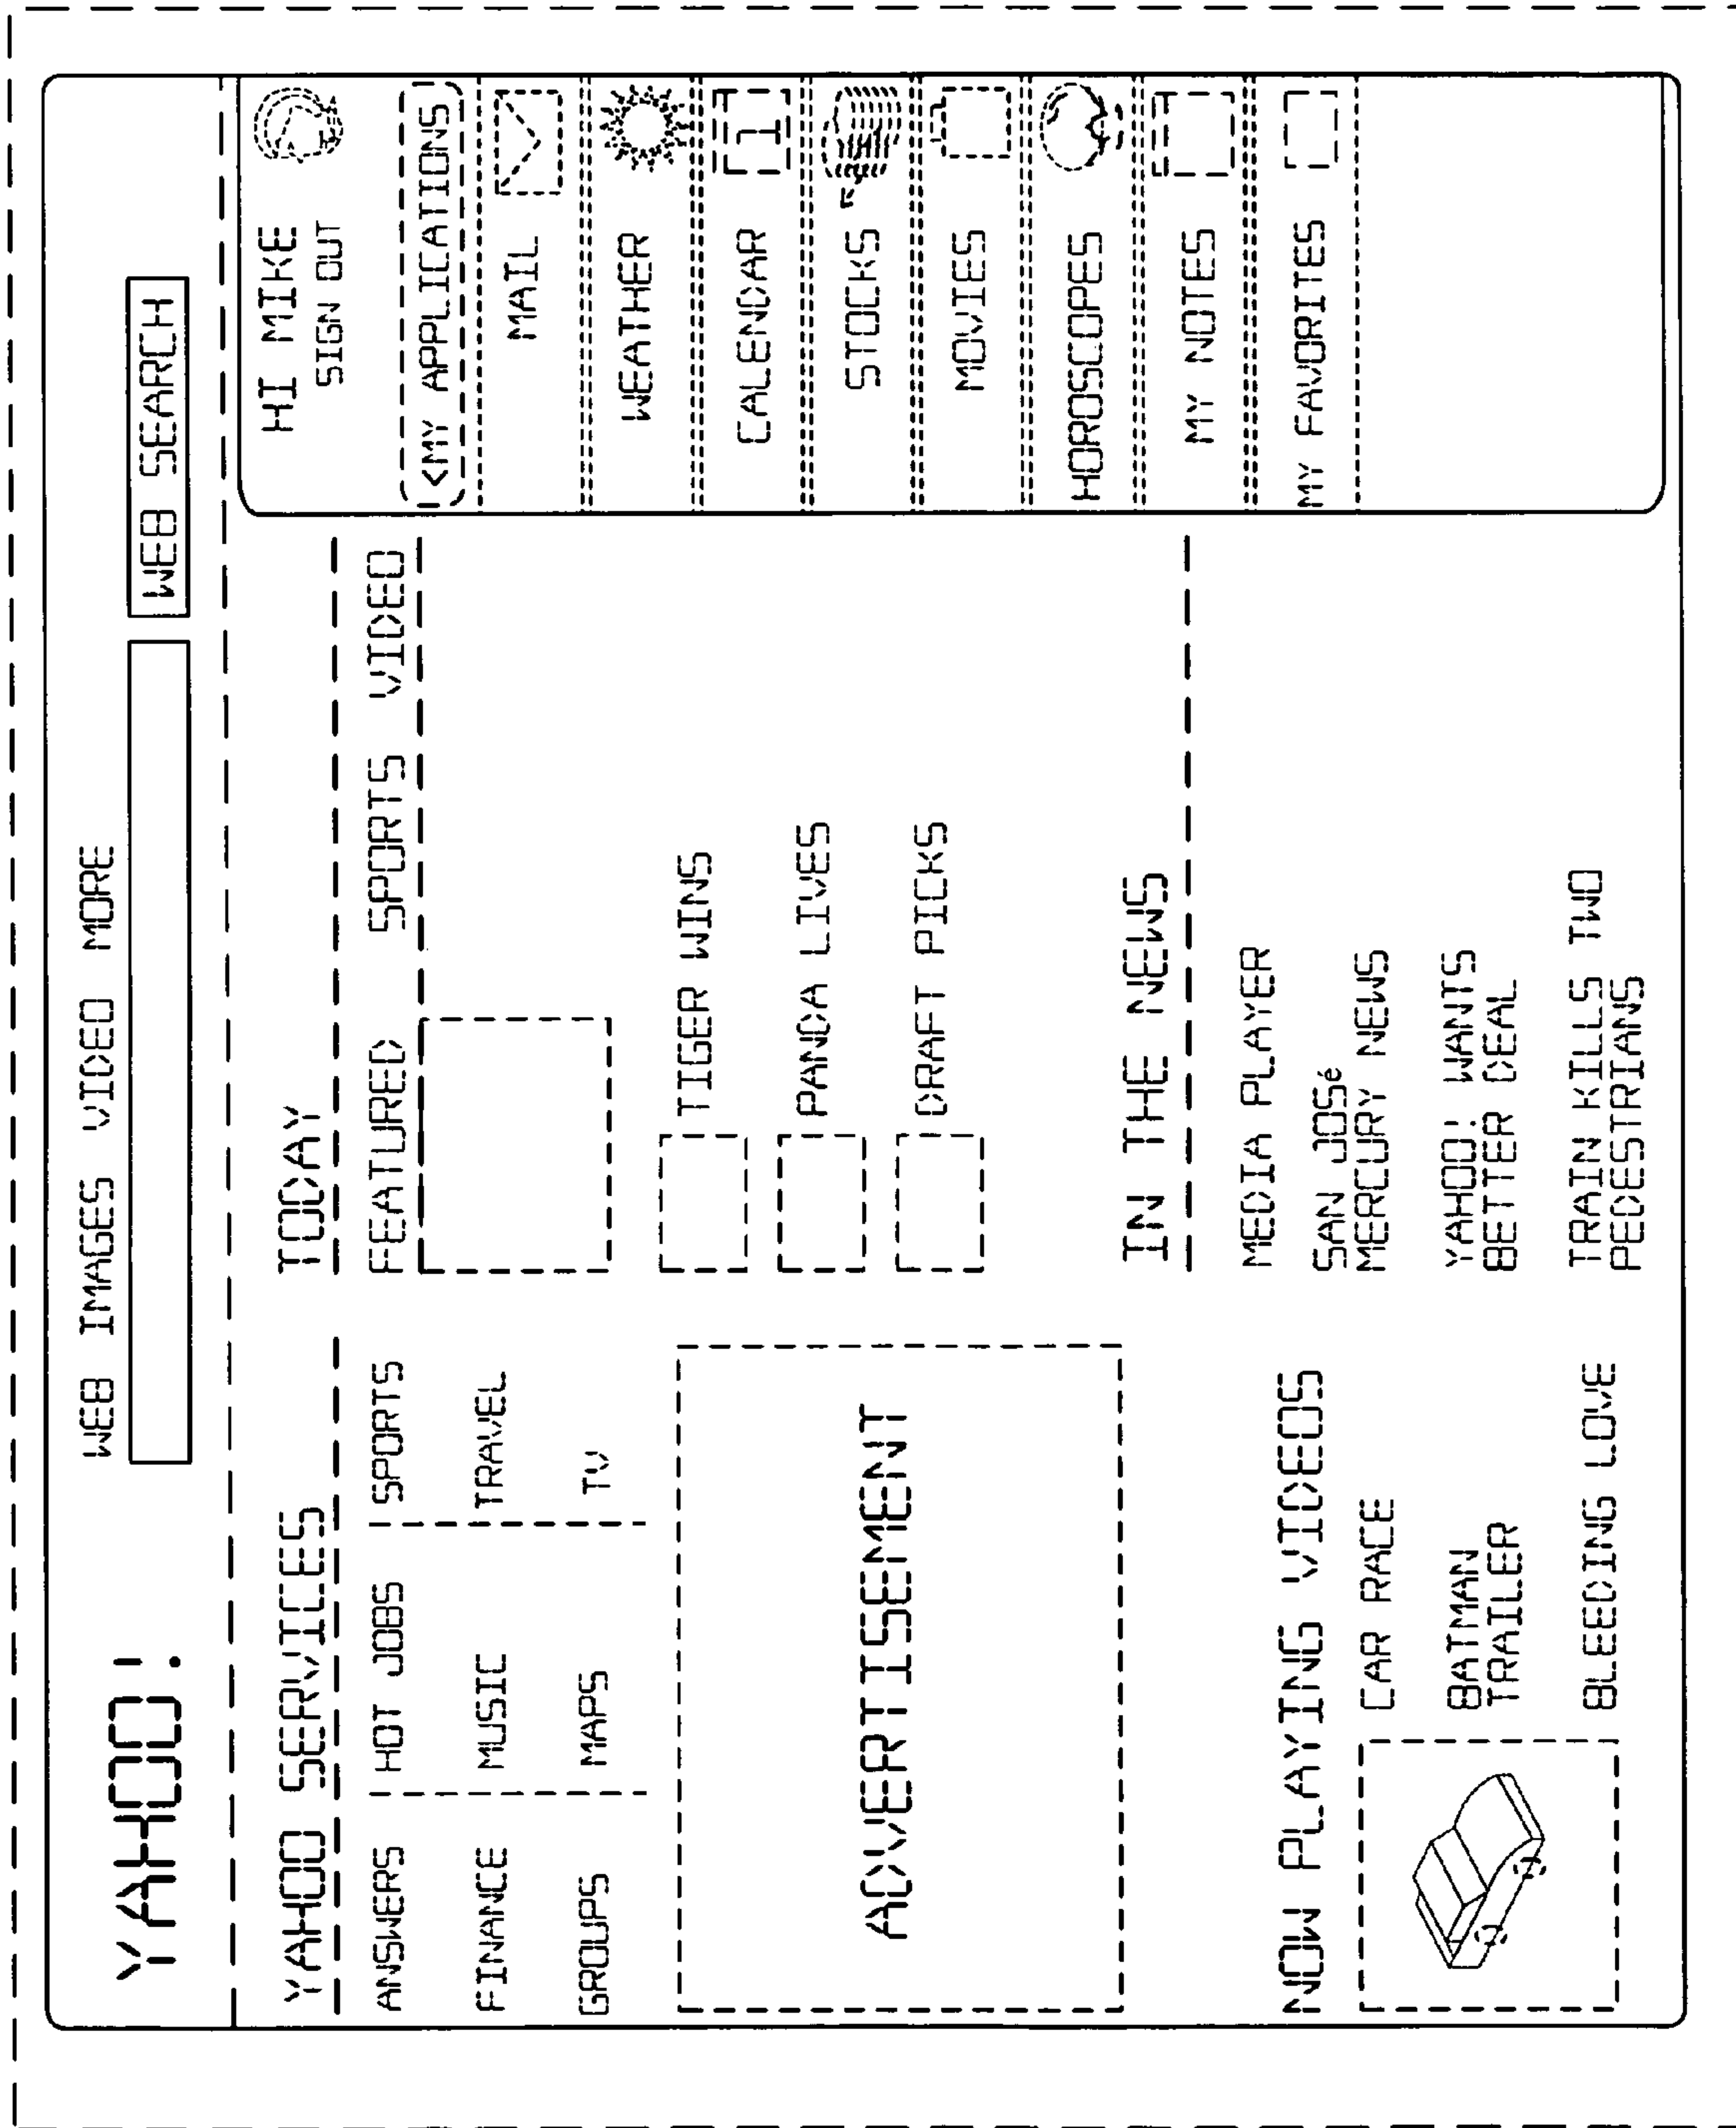 YAHOO!
WEB IMAGES VIDEO MORE
WEB SEARCH
YAHOO SERVICES
ANSWERS HOT JOBS SPORTS
FINANCE MUSIC TRAVEL
GROUPS MAPS TV
ADVERTISEMENT
NOW PLAYING VIDEOS
CAR RACE
BATMAN
TRAILER
BLEEDING LOVE
TODAY
FEATURED SPORTS VIDEO
TIGER WINS
PANDA LIVES
DRAFT PICKS
IN THE NEWS
MEDIA PLAYER
SAN JOSé
MERCURY NEWS
YAHOO! WANTS
BETTER DEAL
TRAIN KILLS TWO
PEDESTRIANS
HI MIKE
SIGN OUT
<MY APPLICATIONS
MAIL
WEATHER
CALENDAR
1
STOCKS
MOVIES
HOROSCOPES
MY NOTES
MY FAVORITES